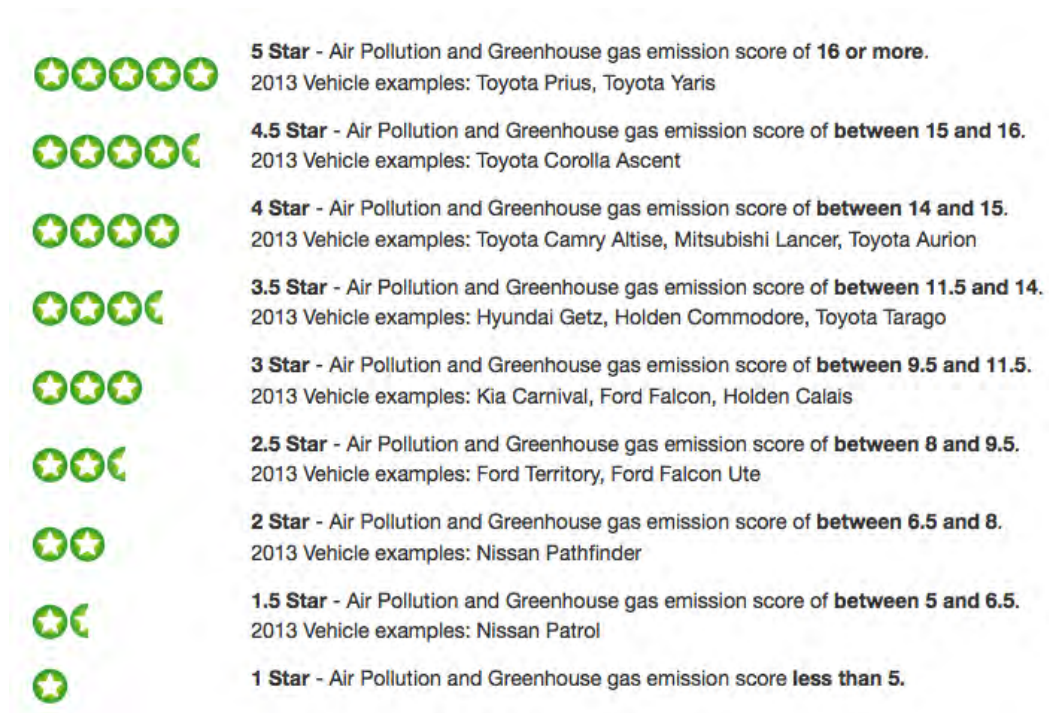 5 Star - Air Pollution and Greenhouse gas emission score of 16 or more.
2013 Vehicle examples: Toyota Prius, Toyota Yaris
4.5 Star - Air Pollution and Greenhouse gas emission score of between 15 and 16.
2013 Vehicle examples: Toyota Corolla Ascent
4 Star - Air Pollution and Greenhouse gas emission score of between 14 and 15.
2013 Vehicle examples: Toyota Camry Altise, Mitsubishi Lancer, Toyota Aurion
3.5 Star - Air Pollution and Greenhouse gas emission score of between 11.5 and 14.
2013 Vehicle examples: Hyundai Getz, Holden Commodore, Toyota Tarago
3 Star - Air Pollution and Greenhouse gas emission score of between 9.5 and 11.5.
2013 Vehicle examples: Kia Carnival, Ford Falcon, Holden Calais
2.5 Star - Air Pollution and Greenhouse gas emission score of between 8 and 9.5.
2013 Vehicle examples: Ford Territory, Ford Falcon Ute
2 Star - Air Pollution and Greenhouse gas emission score of between 6.5 and 8.
2013 Vehicle examples: Nissan Pathfinder
1.5 Star - Air Pollution and Greenhouse gas emission score of between 5 and 6.5.
2013 Vehicle examples: Nissan Patrol
1 Star - Air Pollution and Greenhouse gas emission score less than 5.